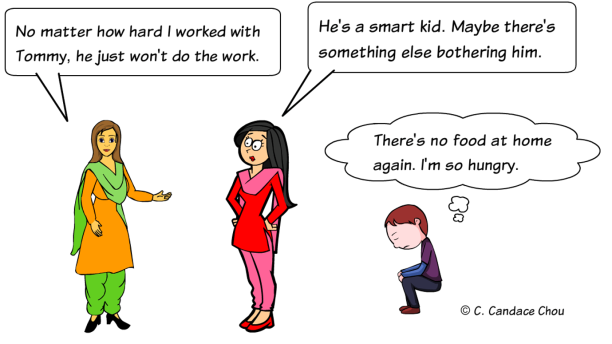 No matter how hard I worked with
Tommy, he just won't do the work.
He's a smart kid. Maybe there's
something else bothering him.
There's no food at home
again. I'm so hungry.
© C. Candace Chou